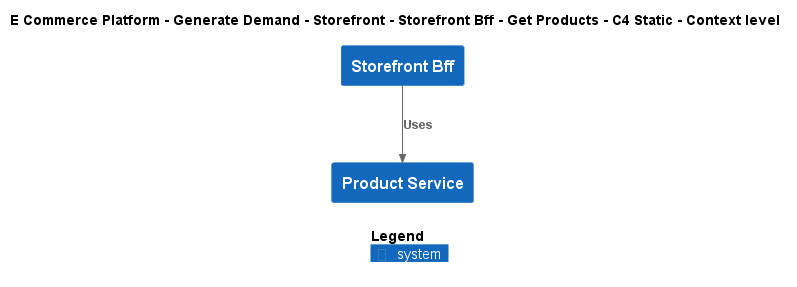 E Commerce Platform - Generate Demand - Storefront - Storefront Bff - Get Products - C4 Static - Context level
Storefront Bff
Uses
Product Service
Legend
system